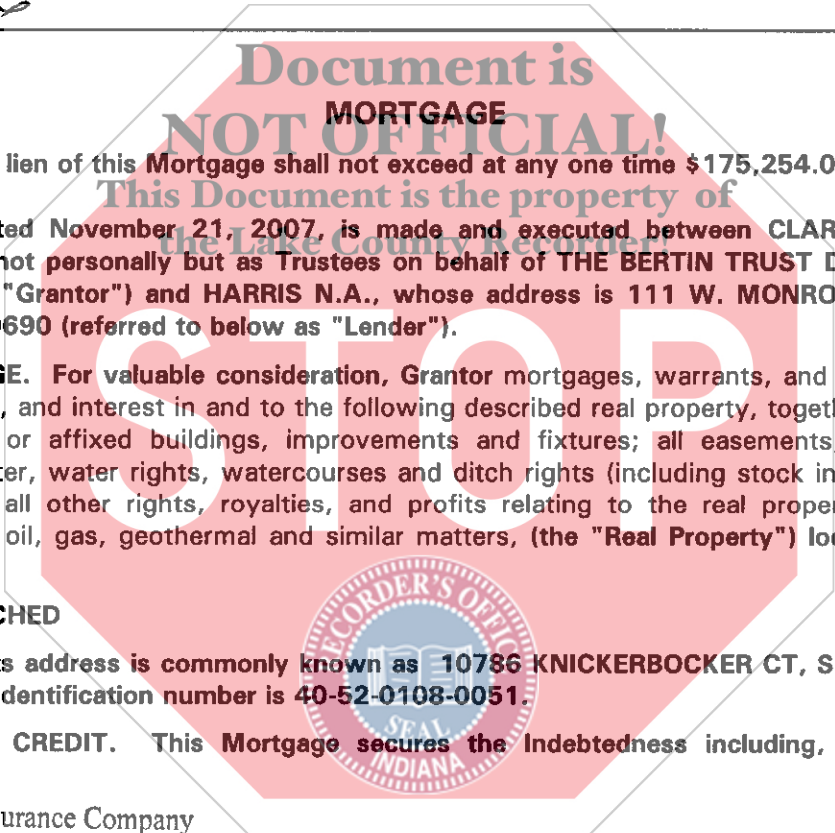 Document is
MORTGAGE
NOT OFFICIAL!
lien of this Mortgage shall not exceed at any one time $175,254.0
This Document is the property of
ted November 21, 2007, is made and executed between CLAR
the Lake County Recorder!
not personally but as Trustees on behalf of THE BERTIN TRUST D
"Grantor") and HARRIS N.A., whose address is 111 W. MONRO
690 (referred to below as "Lender").
STOP
GE. For valuable consideration, Grantor mortgages, warrants, and
, and interest in and to the following described real property, togeth
or affixed buildings, improvements and fixtures; all easements,
ter, water rights, watercourses and ditch rights (including stock in
all other rights, royalties, and profits relating to the real proper
oil, gas, geothermal and similar matters, (the "Real Property") loc
CHED
RECORDER'S OFFICE
s address is commonly known as 10786 KNICKERBOCKER CT, S
dentification number is 40-52-0108-0051.
SEAL
CREDIT. This Mortgage secures the Indebtedness including,
INDIANA
urance Company